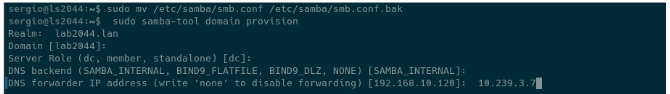 sergio@ls2044:~$ sudo mv /etc/samba/smb.conf /etc/samba/smb.conf.bak
sergio@ls2044:~$  sudo samba-tool domain provision
Realm:  lab2044.lan
Domain [lab2044]:
Server Role (dc, member, standalone) [dc]:
DNS backend (SAMBA_INTERNAL, BIND9_FLATFILE, BIND9_DLZ, NONE) [SAMBA_INTERNAL]:
DNS forwarder IP address (write 'none' to disable forwarding) [192.168.10.120]:  10.239.3.7